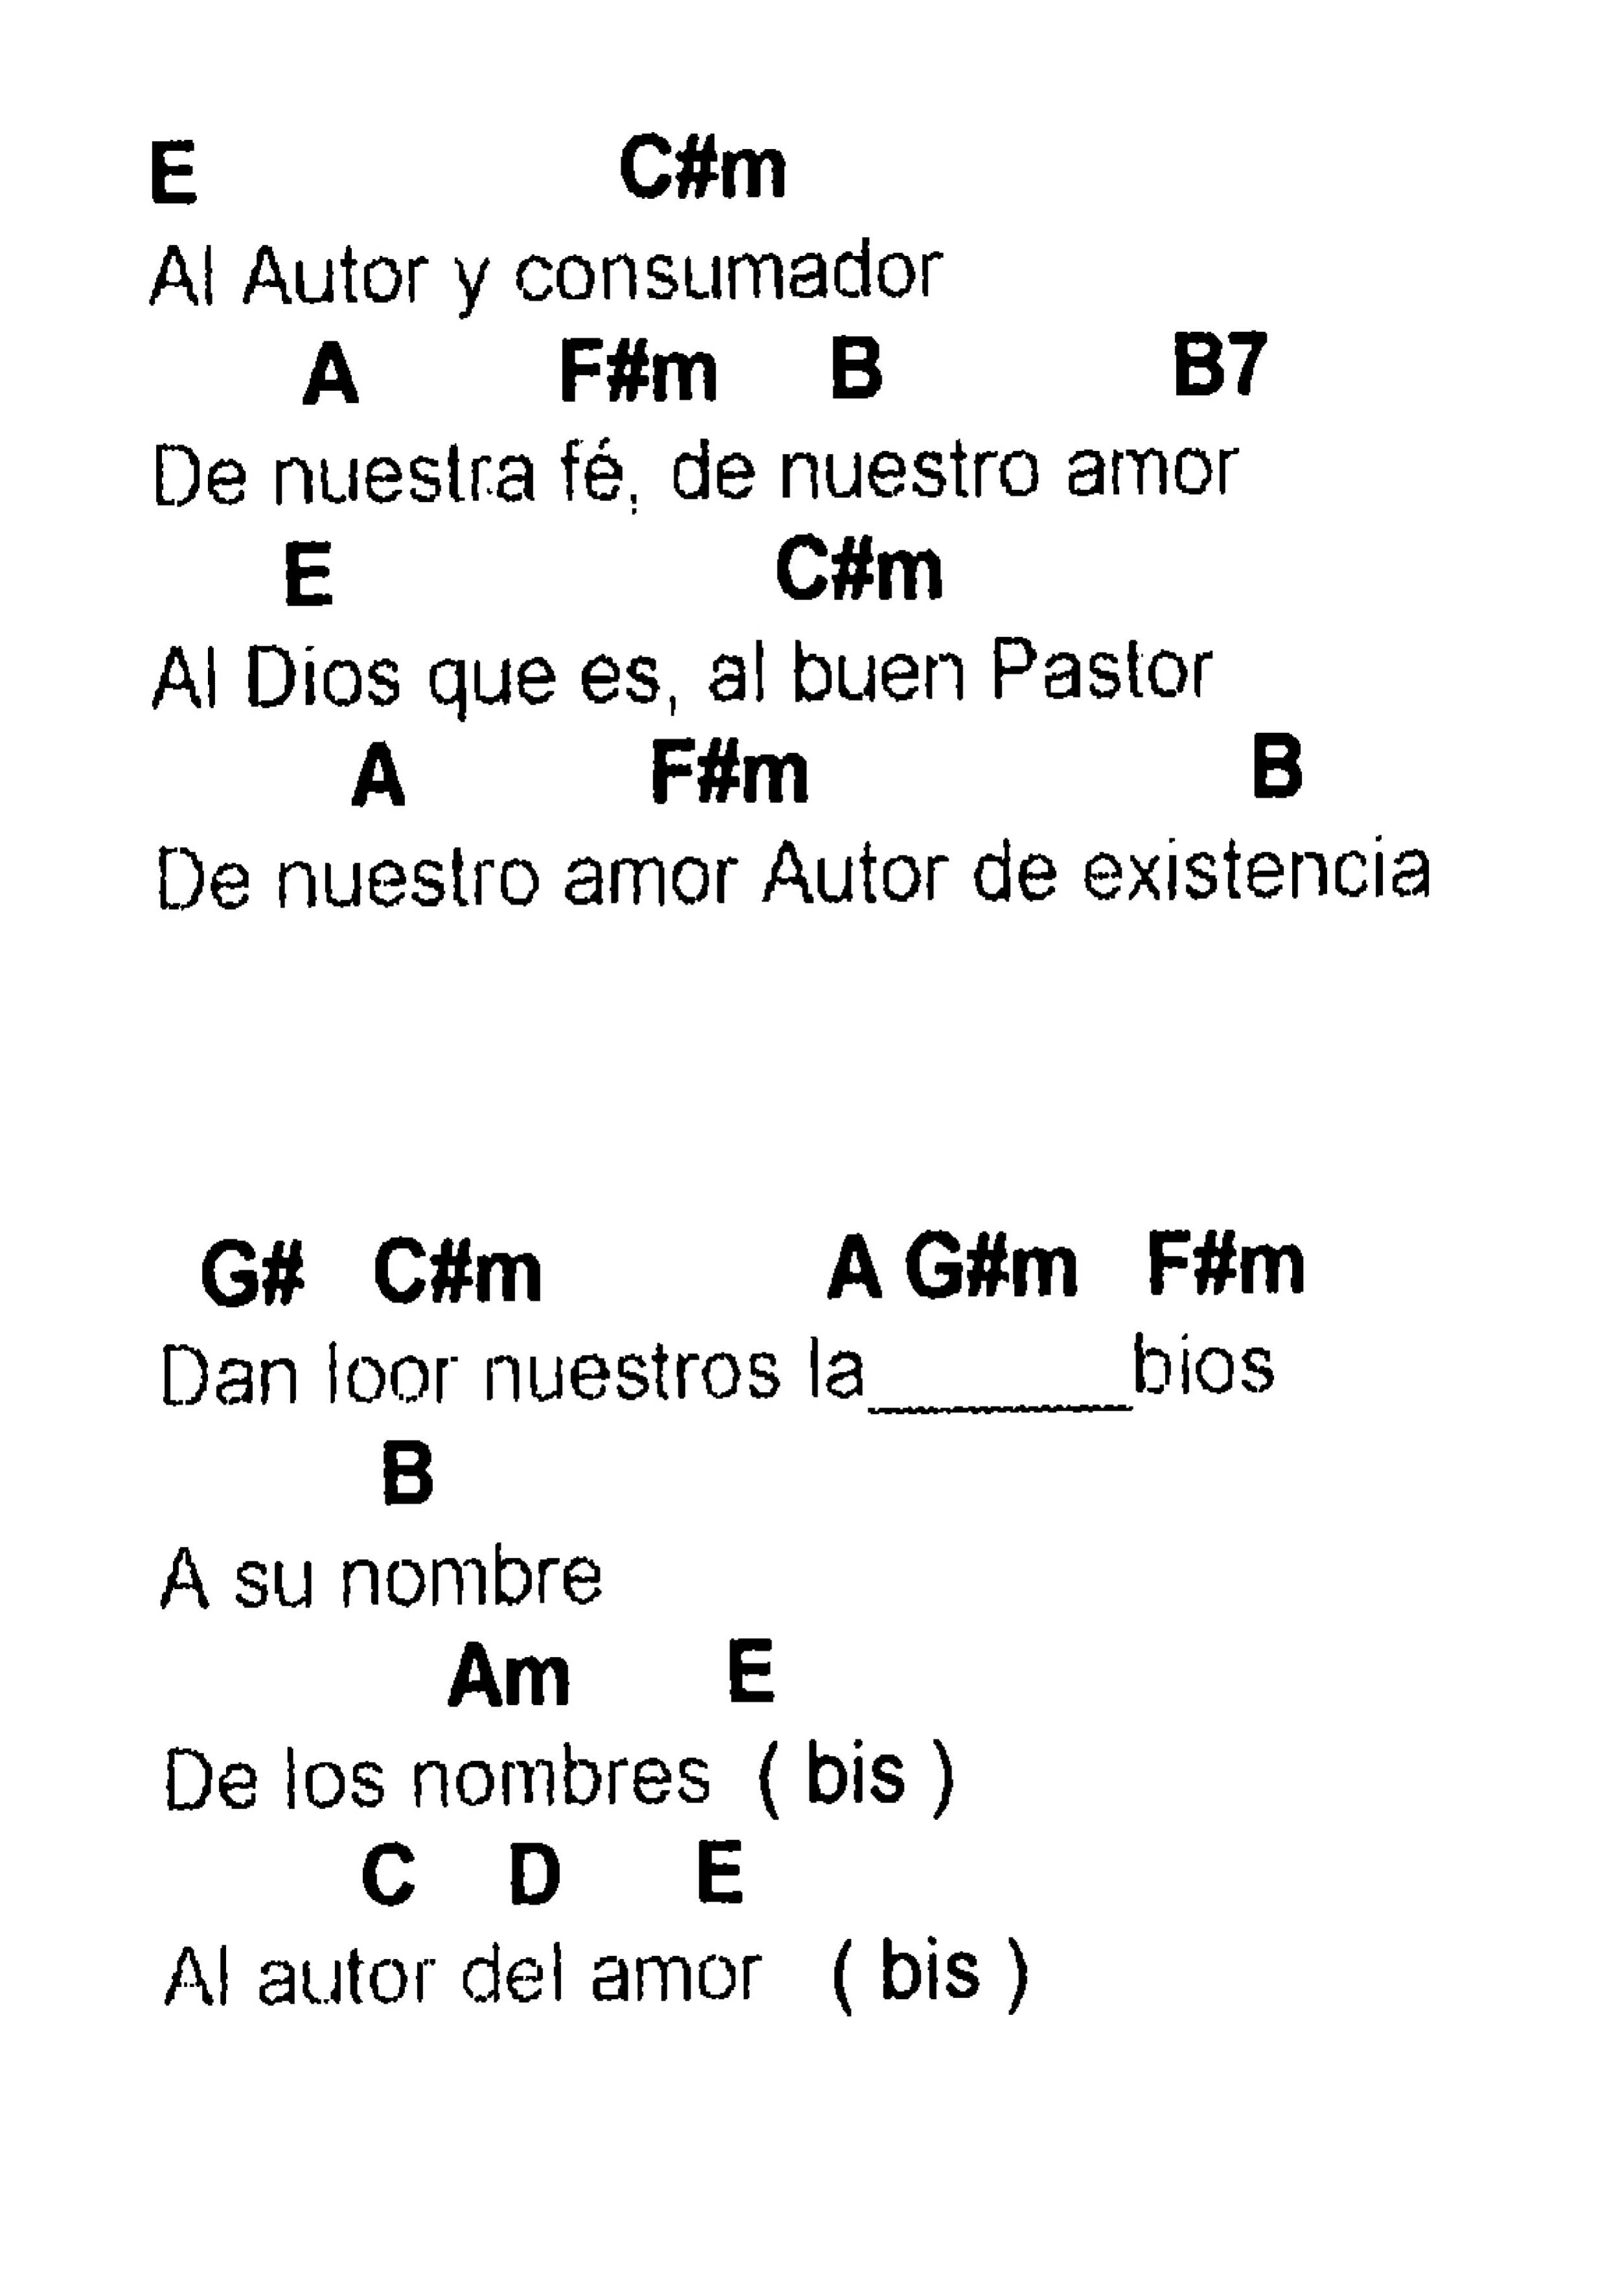 E C#m
Al Autor y consumador
A F#m B B7
De nuestra fé, de nuestro amor
E C#m
Al Dios que es, al buen Pastor
A F#m B
De nuestro amor Autor de existencia
G# C#m A G#m F#m
Dan loor nuestros la______bios
B
A su nombre
Am E
De los nombres ( bis )
C D E
Al autor del amor ( bis )